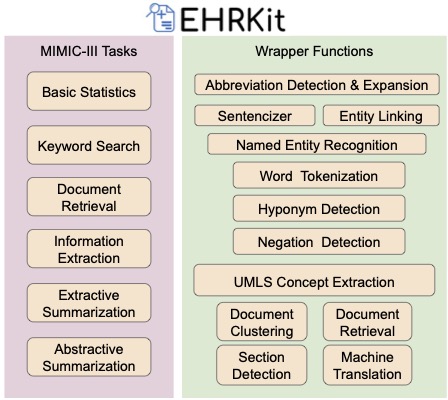 EHRKit
MIMIC-III Tasks
Basic Statistics
Keyword Search
Document
Retrieval
Information
Extraction
Extractive
Summarization
Abstractive
Summarization
Wrapper Functions
Abbreviation Detection & Expansion
Sentencizer
Entity Linking
Named Entity Recognition
Word Tokenization
Hyponym Detection
Negation Detection
UMLS Concept Extraction
Document
Clustering
Document
Retrieval
Section
Detection
Machine
Translation